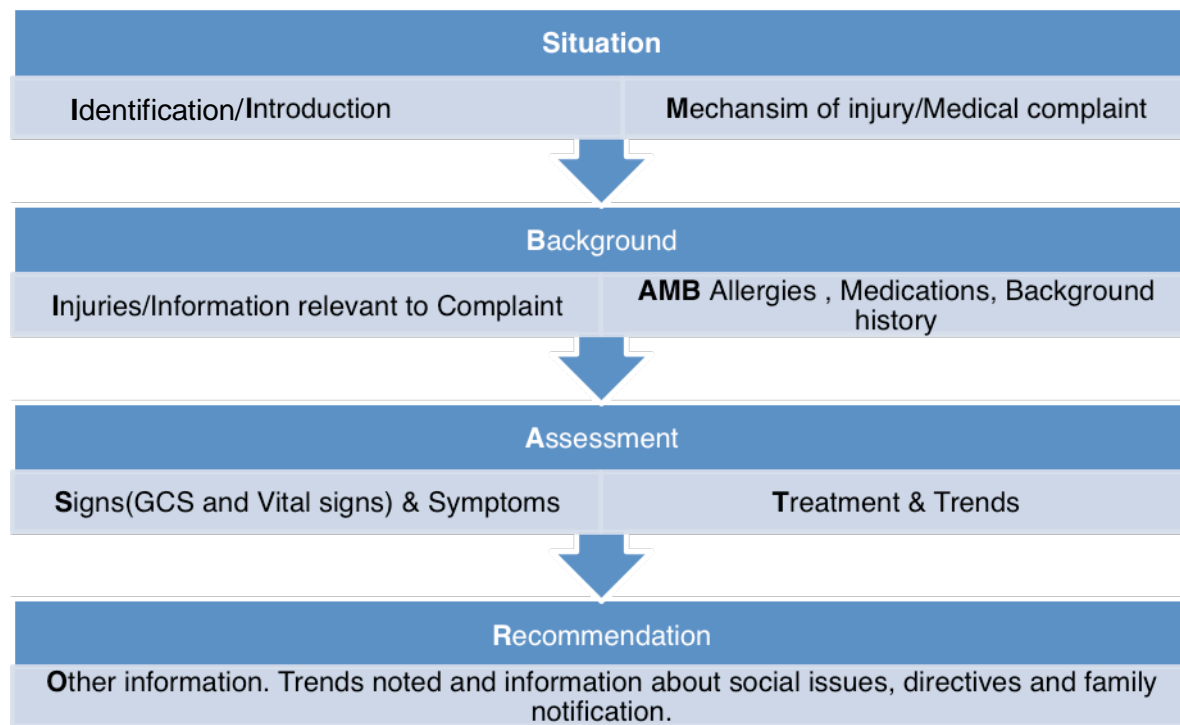 Situation
Identification/Introduction
Mechansim of injury/Medical complaint
Background
Injuries/Information relevant to Complaint
AMB Allergies , Medications, Background
history
Assessment
Signs(GCS and Vital signs) & Symptoms
Treatment & Trends
Recommendation
Other information. Trends noted and information about social issues, directives and family
notification.